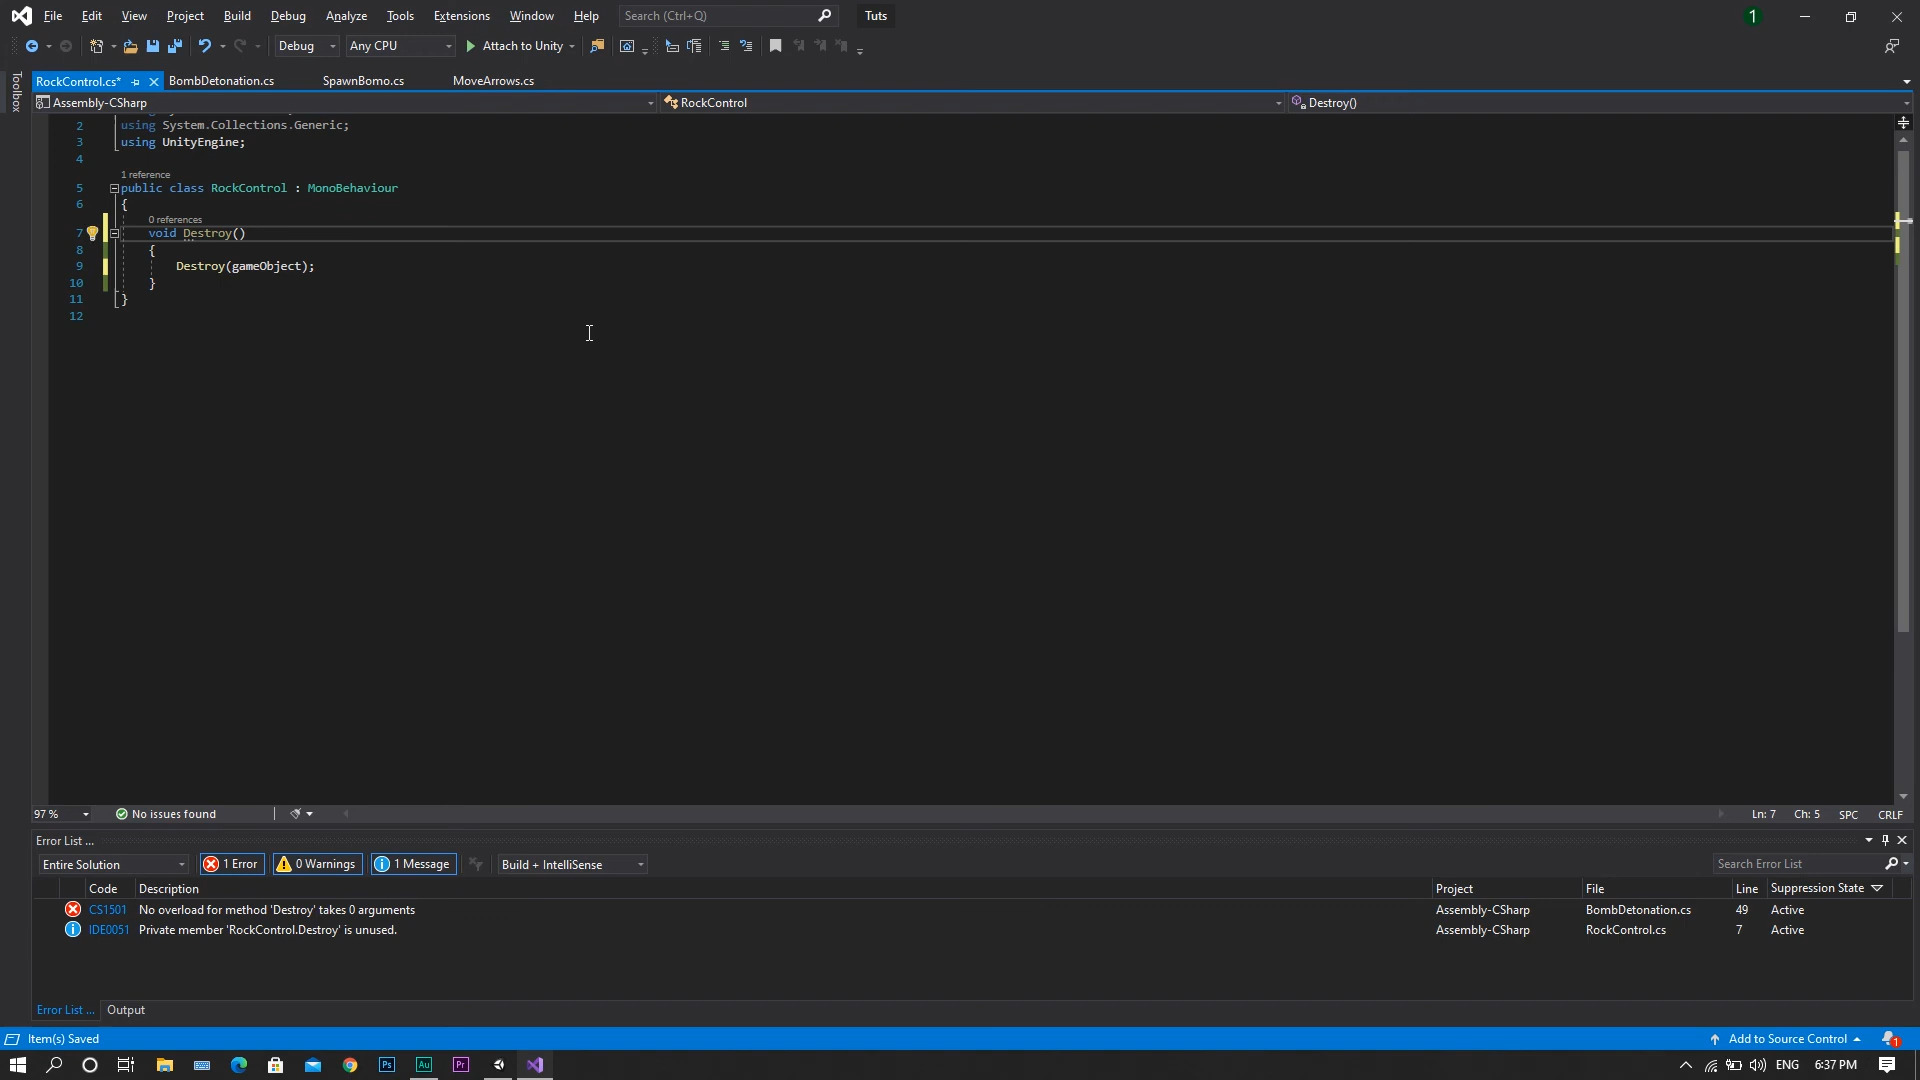 File Edit View Project Build Debug Analyze Tools Extensions Window Help Search (Ctrl+Q) Tuts 1
Debug Any CPU Attach to Unity
Toolbox
RockControl.cs* BombDetonation.cs SpawnBomo.cs MoveArrows.cs
Assembly-CSharp RockControl Destroy()
2 using System.Collections.Generic;
3 using UnityEngine;
4
1 reference
5 public class RockControl : MonoBehaviour
6 {
0 references
7 void Destroy()
8 {
9 Destroy(gameObject);
10 }
11 }
12
97 % No issues found Ln: 7 Ch: 5 SPC CRLF
Error List ...
Entire Solution 1 Error 0 Warnings 1 Message Build + IntelliSense Search Error List
Code Description Project File Line Suppression State
CS1501 No overload for method 'Destroy' takes 0 arguments Assembly-CSharp BombDetonation.cs 49 Active
IDE0051 Private member 'RockControl.Destroy' is unused. Assembly-CSharp RockControl.cs 7 Active
Error List ... Output
Item(s) Saved Add to Source Control 1
Ps Au Pr ENG 6:37 PM